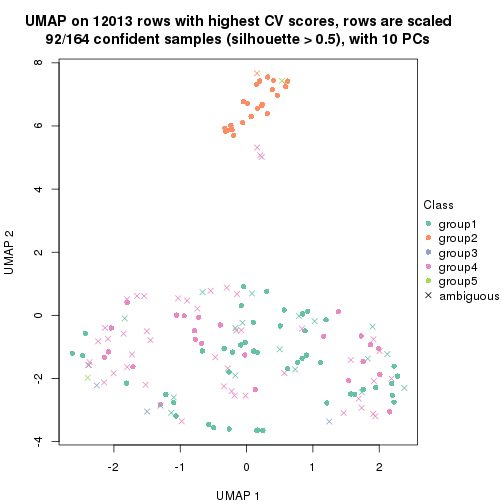 UMAP on 12013 rows with highest CV scores, rows are scaled
92/164 confident samples (silhouette > 0.5), with 10 PCs
8
6
4
2
0
-2
-4
UMAP 2
-2
-1
0
1
2
UMAP 1
Class
group1
group2
group3
group4
group5
ambiguous